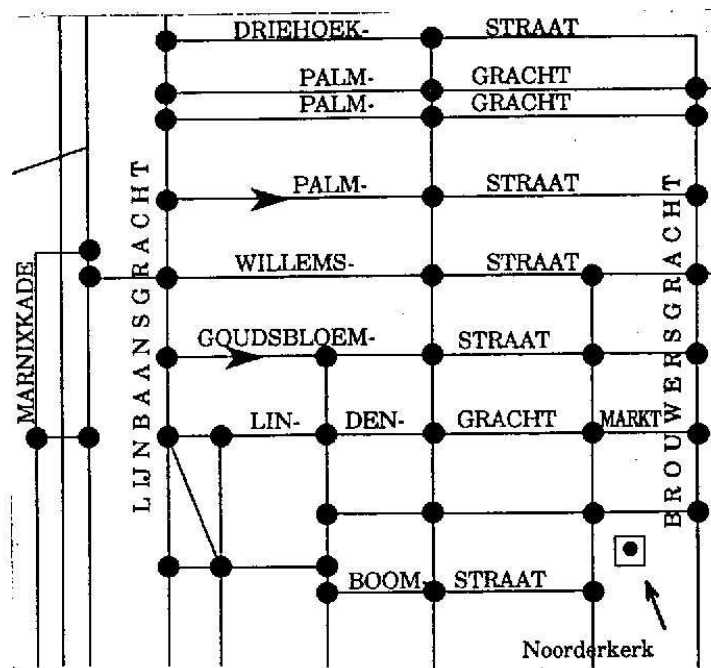 DRIEHOEK- STRAAT
PALM- GRACHT
PALM- GRACHT
PALM- STRAAT
WILLEMS- STRAAT
GOUDSBLOEM- STRAAT
LIN- DEN- GRACHT MARKT
BOOM- STRAAT
Noorderkerk
MARNIXKADE
LIJNBAANSGRACHT
BROUWERSGRACHT